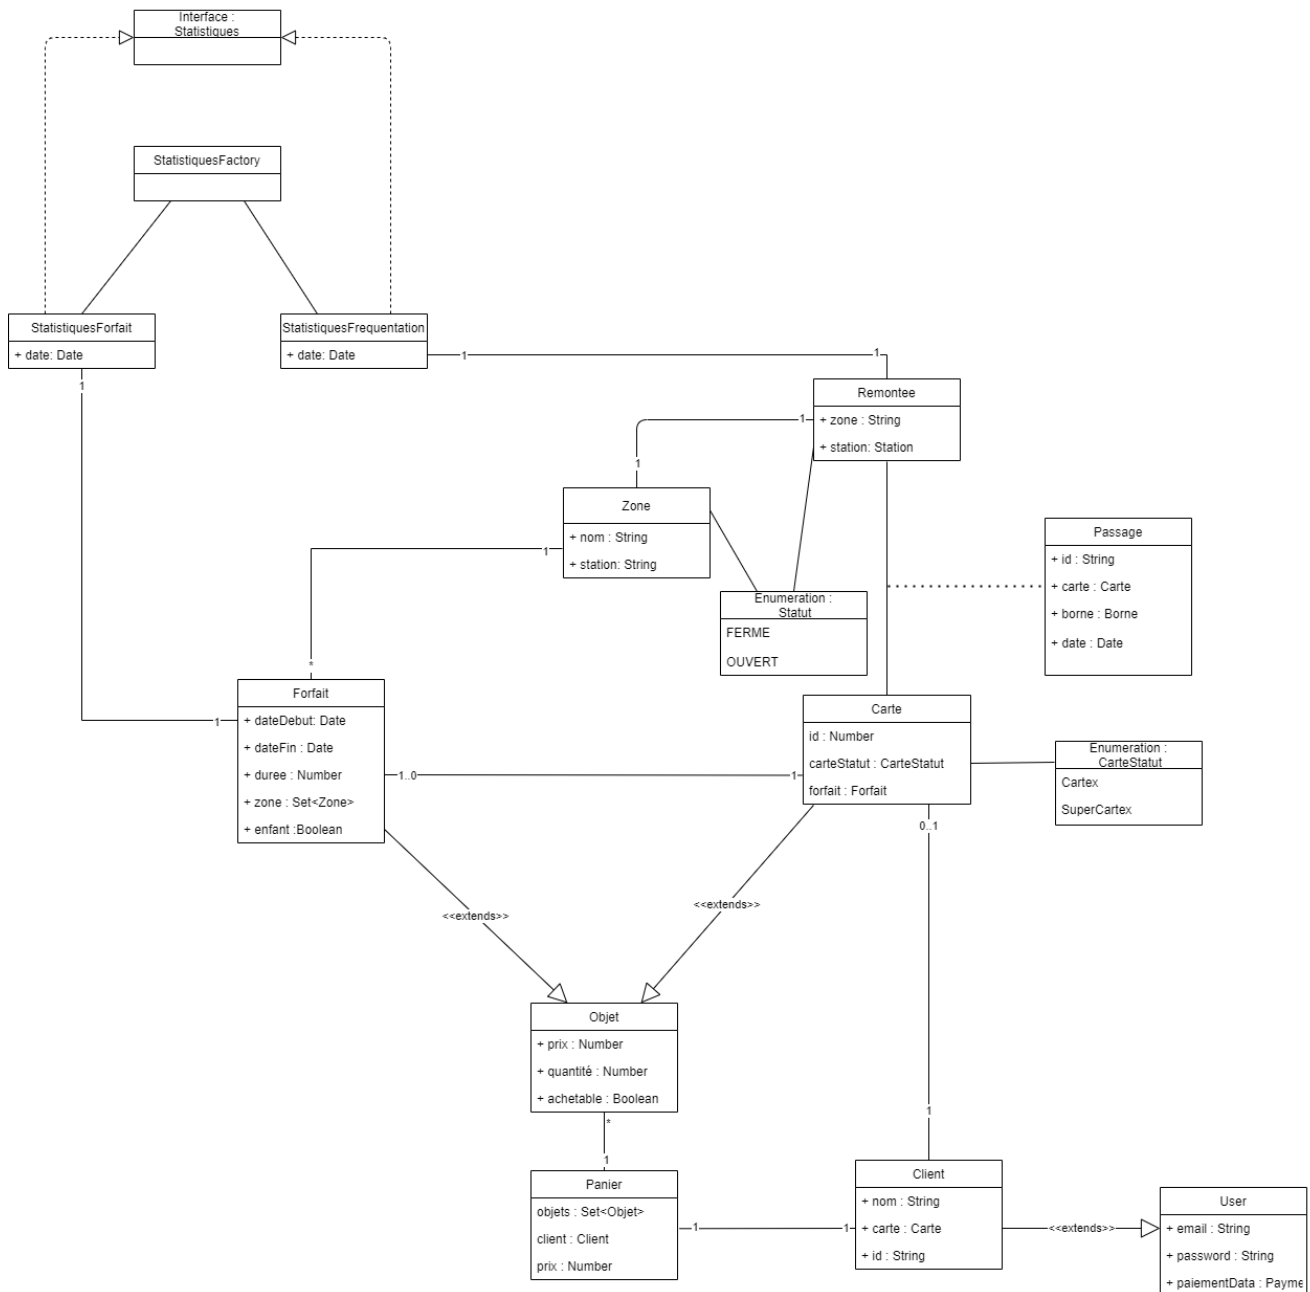 Interface :
Statistiques
StatistiquesFactory
StatistiquesForfait
+ date: Date
StatistiquesFrequentation
+ date: Date
1
1
1
Remontee
+ zone : String
+ station: Station
1
1
Zone
+ nom : String
+ station: String
1
*
Enumeration :
Statut
FERME
OUVERT
Passage
+ id : String
+ carte : Carte
+ borne : Borne
+ date : Date
Forfait
+ dateDebut: Date
+ dateFin : Date
+ duree : Number
+ zone : Set<Zone>
+ enfant :Boolean
1
1..0
1
Carte
id : Number
carteStatut : CarteStatut
forfait : Forfait
Enumeration :
CarteStatut
Cartex
SuperCartex
0..1
<<extends>>
<<extends>>
Objet
+ prix : Number
+ quantité : Number
+ achetable : Boolean
*
1
1
Panier
objets : Set<Objet>
client : Client
prix : Number
1
1
Client
+ nom : String
+ carte : Carte
+ id : String
<<extends>>
User
+ email : String
+ password : String
+ paiementData : Payme